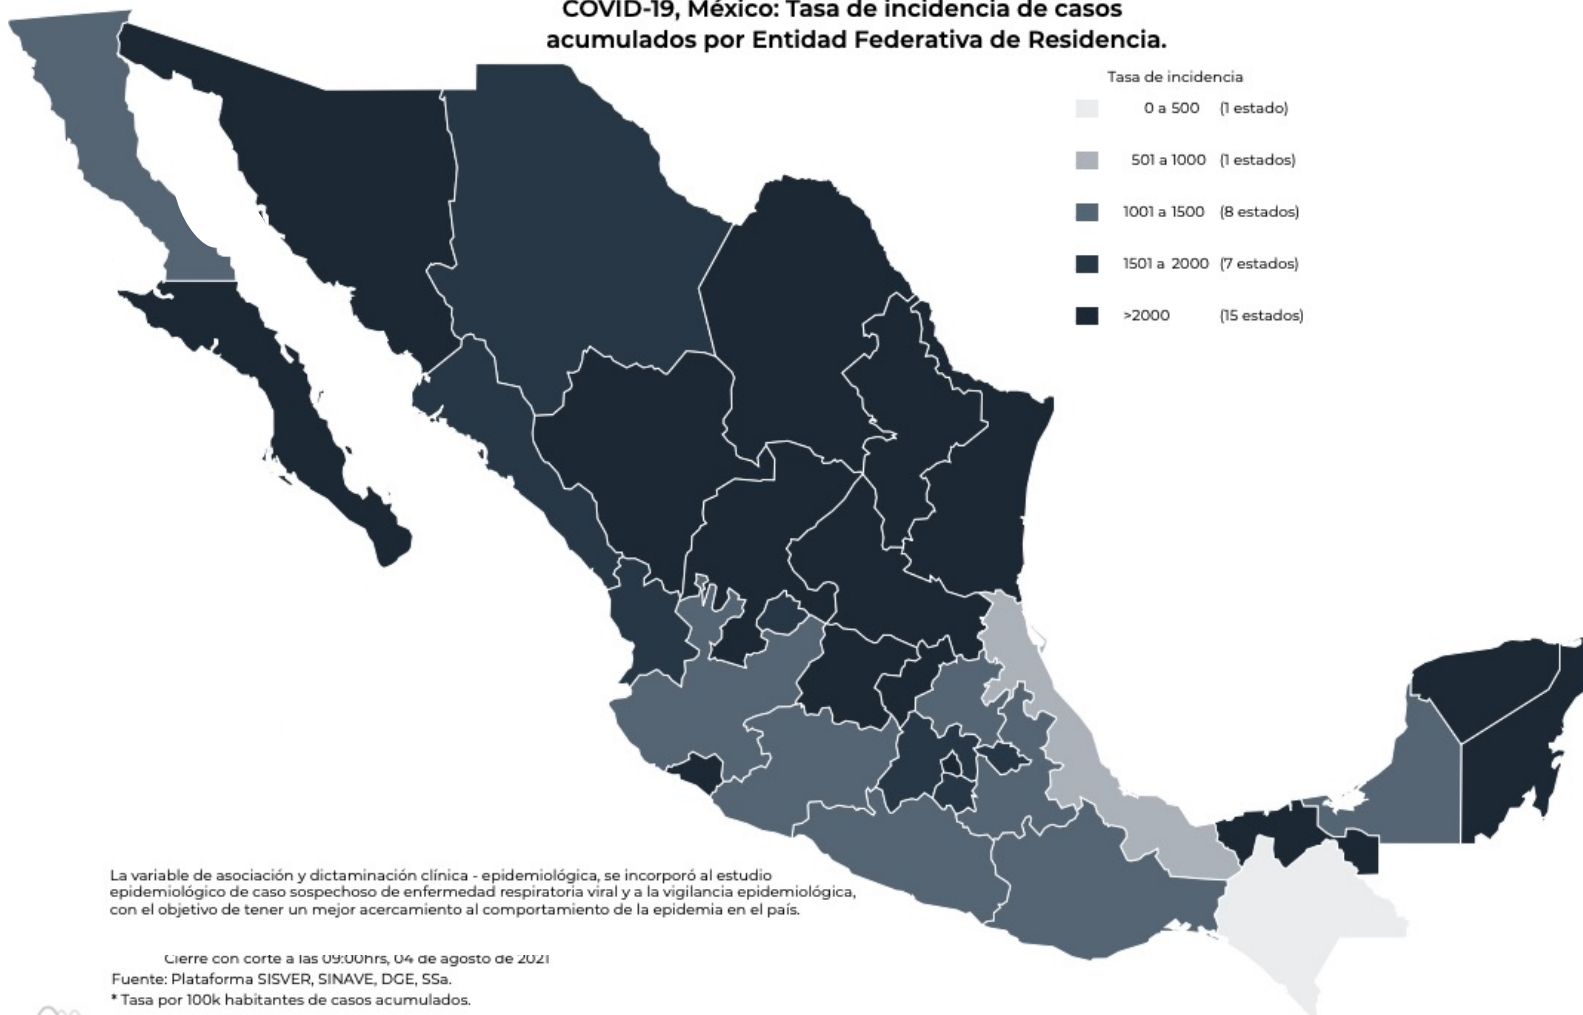 COVID-19, México: Tasa de incidencia de casos
acumulados por Entidad Federativa de Residencia.
Tasa de incidencia
0 a 500 (1 estado)
501 a 1000 (1 estados)
1001 a 1500 (8 estados)
1501 a 2000 (7 estados)
>2000 (15 estados)
La variable de asociación y dictaminación clínica - epidemiológica, se incorporó al estudio
epidemiológico de caso sospechoso de enfermedad respiratoria viral y a la vigilancia epidemiológica,
con el objetivo de tener un mejor acercamiento al comportamiento de la epidemia en el país.
Cierre con corte a las 09:00hrs, 04 de agosto de 2021
Fuente: Plataforma SISVER, SINAVE, DGE, SSa.
* Tasa por 100k habitantes de casos acumulados.